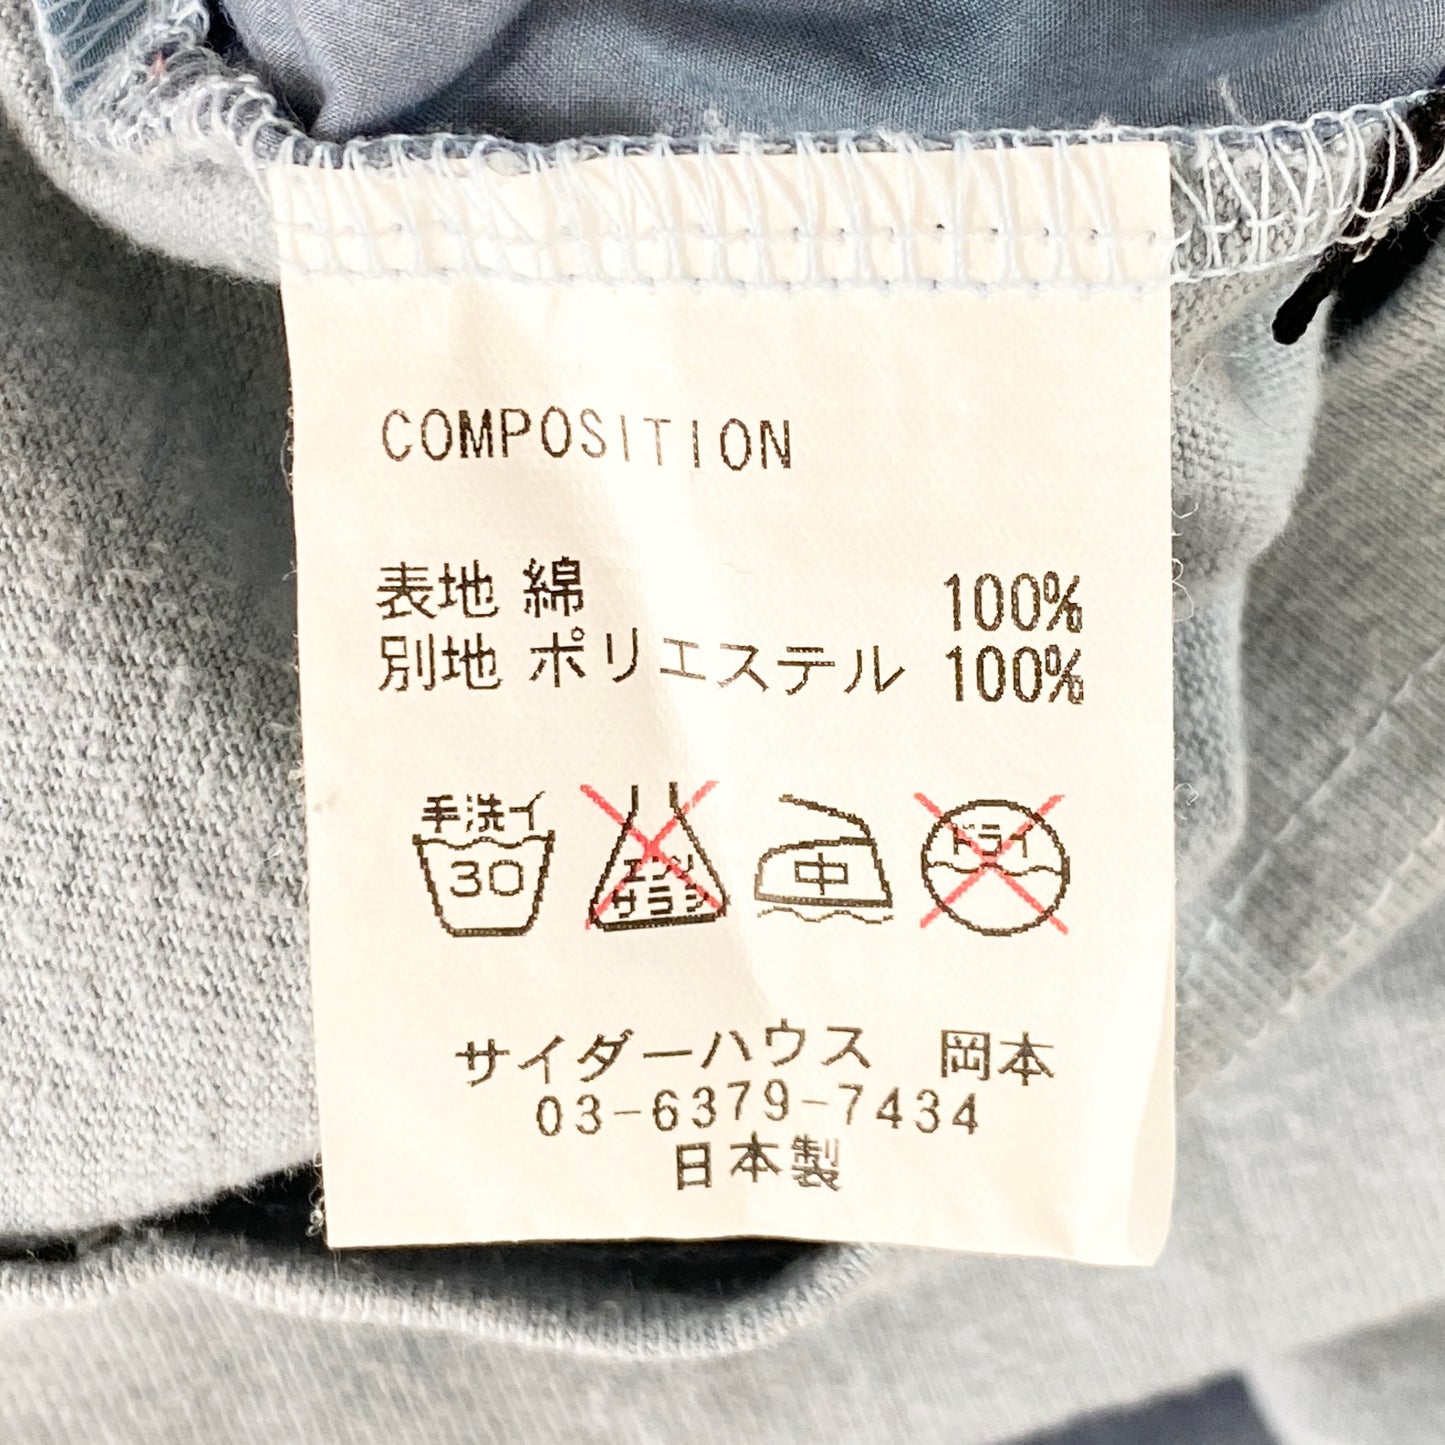 COMPOSITION
表地 綿 100%
別地 ポリエステル 100%
手洗イ
30
エンソ
サラシ
中
ドライ
サイダーハウス 岡本
03-6379-7434
日本製